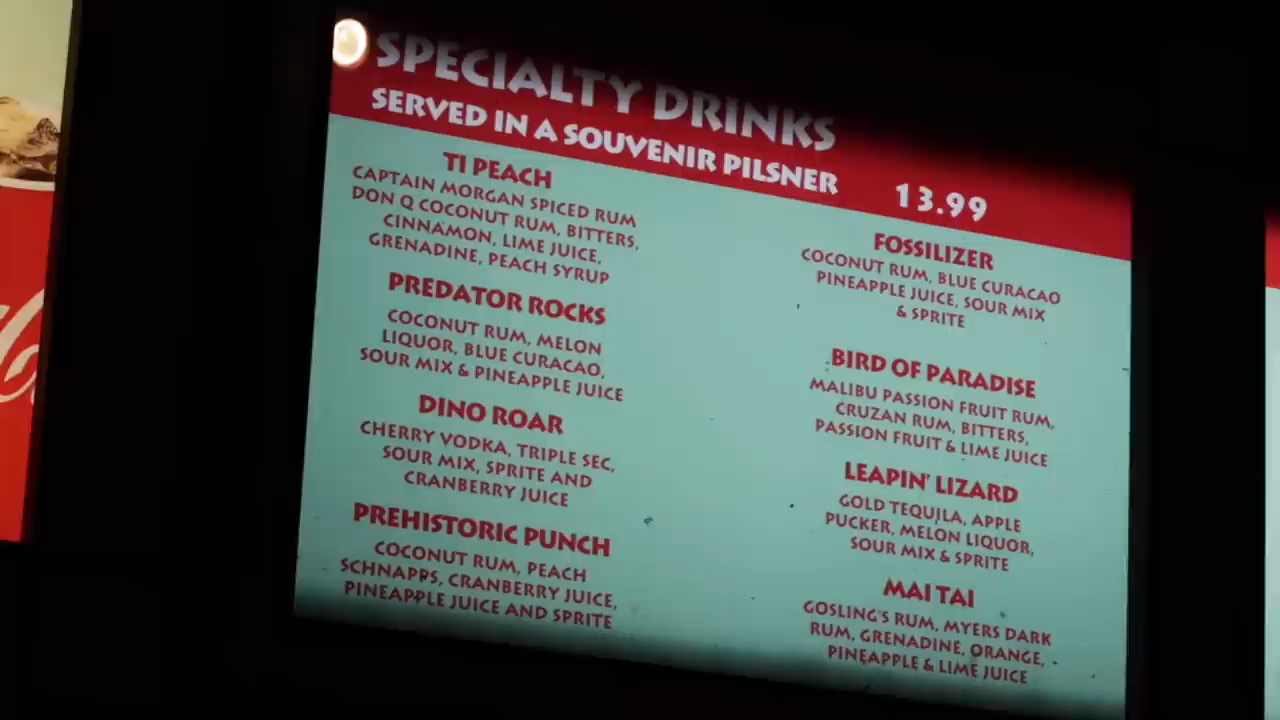 SPECIALTY DRINKS
SERVED IN A SOUVENIR PILSNER 13.99
TI PEACH
CAPTAIN MORGAN SPICED RUM
DON Q COCONUT RUM, BITTERS,
CINNAMON, LIME JUICE,
GRENADINE, PEACH SYRUP
PREDATOR ROCKS
COCONUT RUM, MELON
LIQUOR, BLUE CURACAO,
SOUR MIX & PINEAPPLE JUICE
DINO ROAR
CHERRY VODKA, TRIPLE SEC,
SOUR MIX, SPRITE AND
CRANBERRY JUICE
PREHISTORIC PUNCH
COCONUT RUM, PEACH
SCHNAPPS, CRANBERRY JUICE,
PINEAPPLE JUICE AND SPRITE
FOSSILIZER
COCONUT RUM, BLUE CURACAO
PINEAPPLE JUICE, SOUR MIX
& SPRITE
BIRD OF PARADISE
MALIBU PASSION FRUIT RUM,
CRUZAN RUM, BITTERS,
PASSION FRUIT & LIME JUICE
LEAPIN' LIZARD
GOLD TEQUILA, APPLE
PUCKER, MELON LIQUOR,
SOUR MIX & SPRITE
MAI TAI
GOSLING'S RUM, MYERS DARK
RUM, GRENADINE, ORANGE,
PINEAPPLE & LIME JUICE